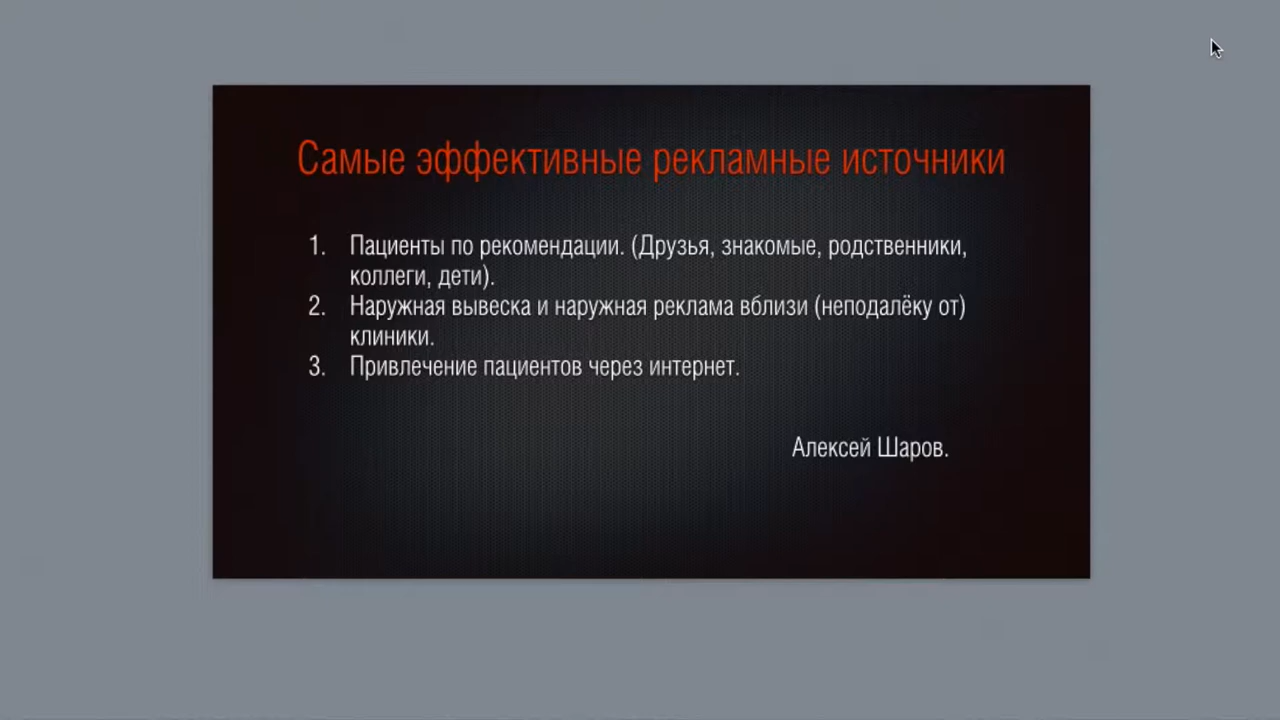 Самые эффективные рекламные источники
1. Пациенты по рекомендации. (Друзья, знакомые, родственники,
коллеги, дети).
2. Наружная вывеска и наружная реклама вблизи (неподалёку от)
клиники.
3. Привлечение пациентов через интернет.
Алексей Шаров.